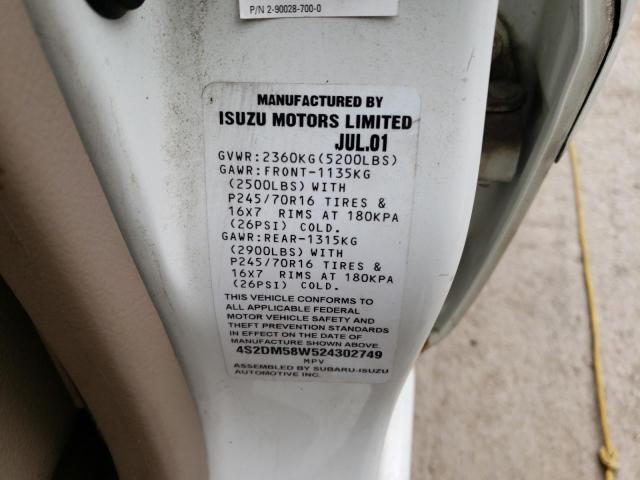 P/N 2-90028-700-0
MANUFACTURED BY
ISUZU MOTORS LIMITED
JUL.01
GVWR:2360KG(5200LBS)
GAWR:FRONT-1135KG
(2500LBS) WITH
P245/70R16 TIRES &
16X7 RIMS AT 180KPA
(26PSI) COLD.
GAWR:REAR-1315KG
(2900LBS) WITH
P245/70R16 TIRES &
16X7 RIMS AT 180KPA
(26PSI) COLD.
THIS VEHICLE CONFORMS TO
ALL APPLICABLE FEDERAL
MOTOR VEHICLE SAFETY AND
THEFT PREVENTION STANDARDS
IN EFFECT ON THE DATE OF
MANUFACTURE SHOWN ABOVE.
4S2DM58W524302749
MPV
ASSEMBLED BY SUBARU-ISUZU
AUTOMOTIVE INC.